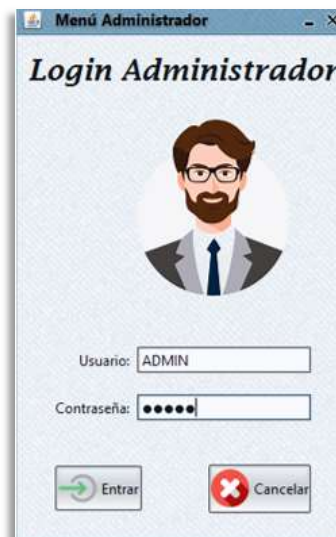 Menú Administrador
Login Administrador
Usuario: ADMIN
Contraseña: ●●●●●
Entrar
Cancelar